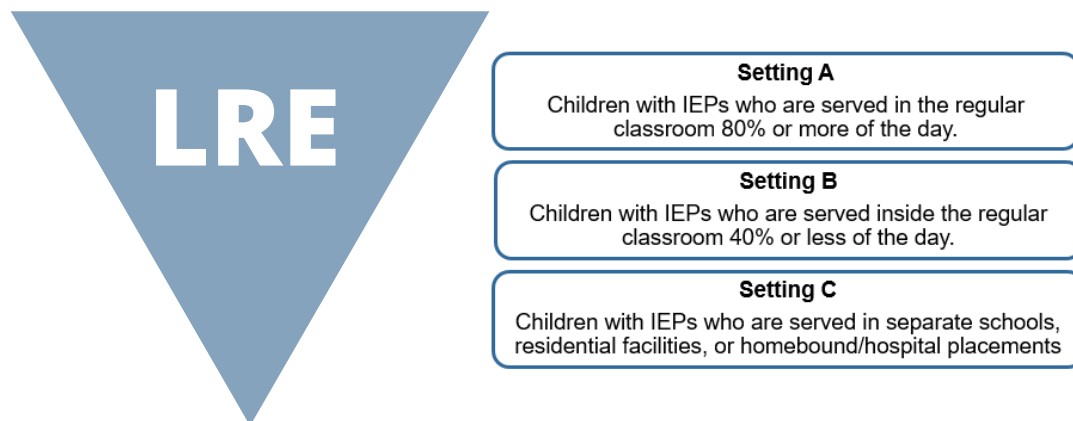 LRE
Setting A
Children with IEPs who are served in the regular
classroom 80% or more of the day.
Setting B
Children with IEPs who are served inside the regular
classroom 40% or less of the day.
Setting C
Children with IEPs who are served in separate schools,
residential facilities, or homebound/hospital placements